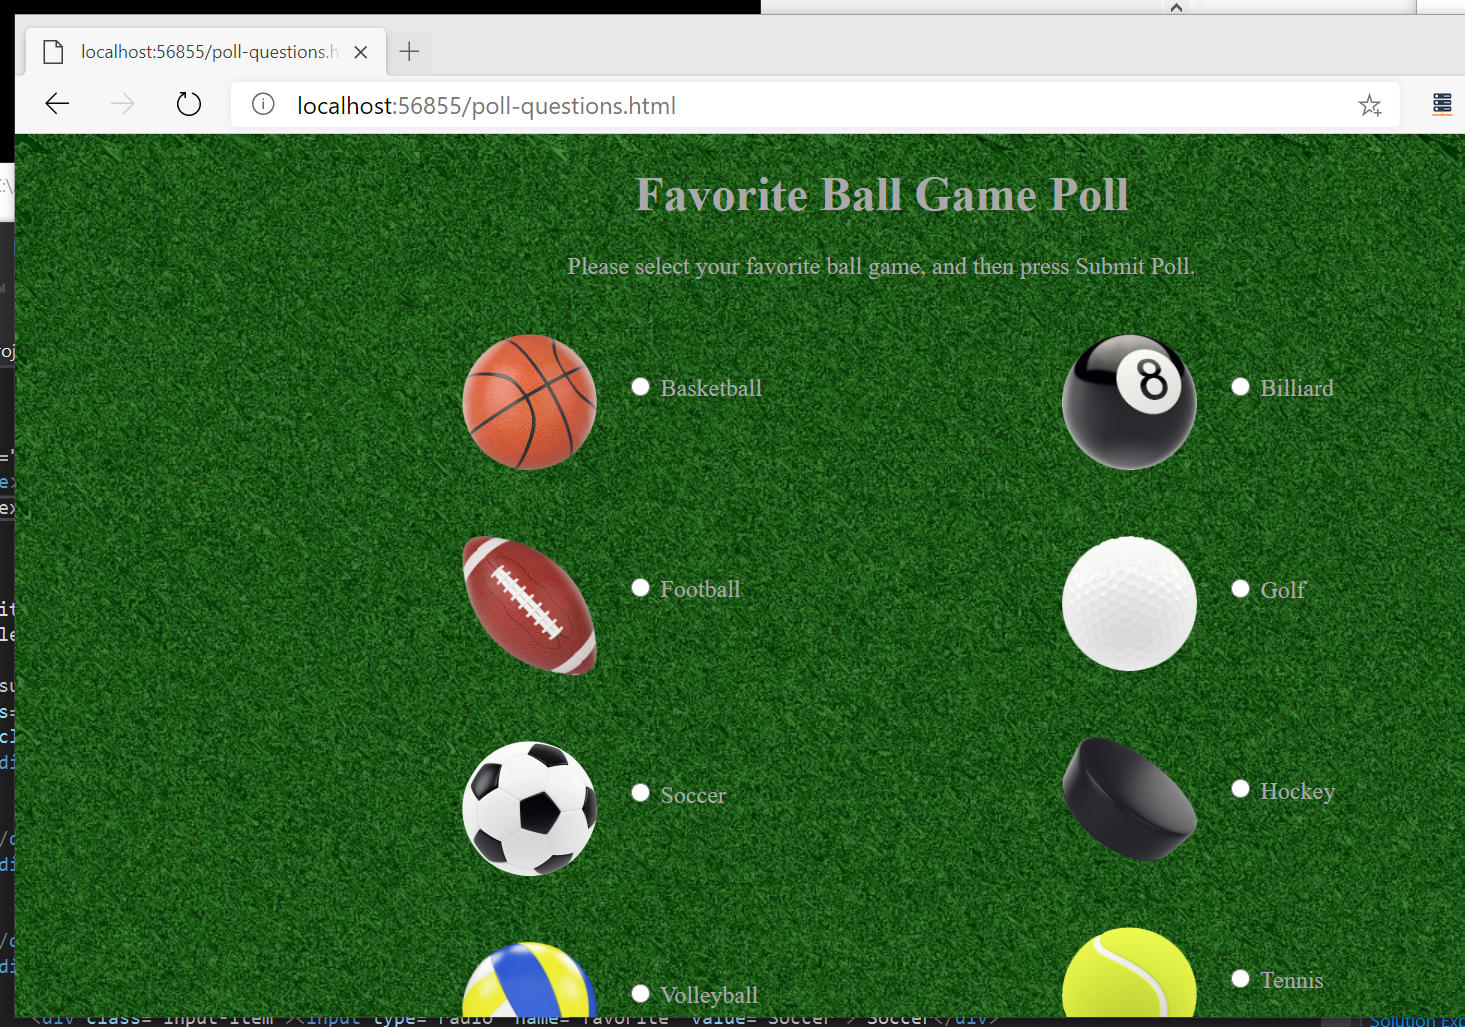 localhost:56855/poll-questions.h
localhost:56855/poll-questions.html
Favorite Ball Game Poll
Please select your favorite ball game, and then press Submit Poll.
Basketball
8
Billiard
Football
Golf
Soccer
Hockey
Volleyball
Tennis
<div class="input-item"><input type="radio" name="favorite" value="Soccer">Soccer</div>
Solution Exp